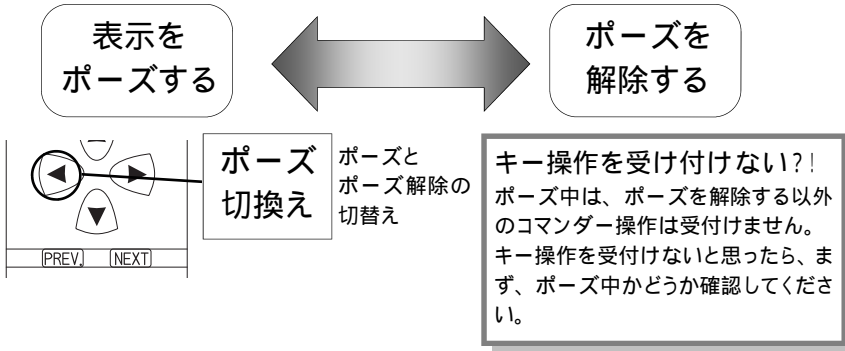 表示を
ポーズする
ポーズを
解除する
ポーズ
切換え
ポーズと
ポーズ解除の
切替え
PREV.
NEXT
キー操作を受け付けない?!
ポーズ中は、ポーズを解除する以外
のコマンダー操作は受付けません。
キー操作を受付けないと思ったら、ま
ず、ポーズ中かどうか確認してくださ
い。